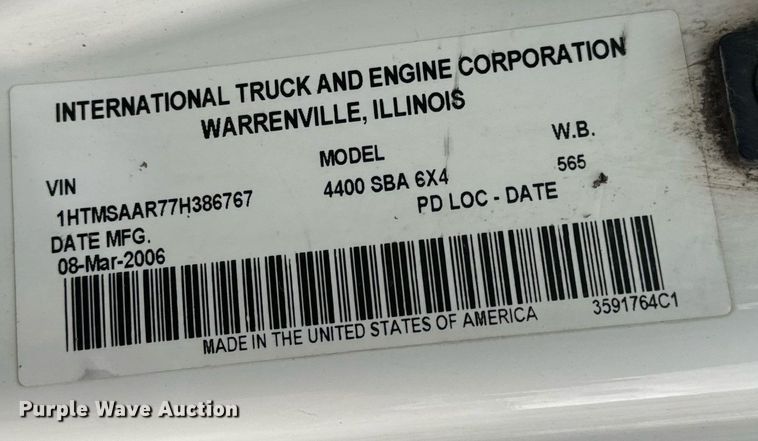 INTERNATIONAL TRUCK AND ENGINE CORPORATION
WARRENVILLE, ILLINOIS
VIN MODEL W.B.
1HTMSAAR77H386767 4400 SBA 6X4 565
DATE MFG. PD LOC - DATE
08-Mar-2006
MADE IN THE UNITED STATES OF AMERICA 3591764C1
Purple Wave Auction